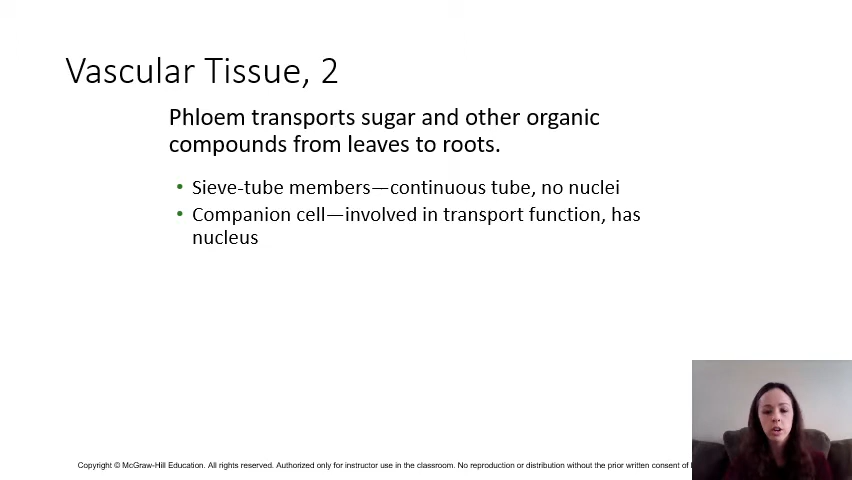 Vascular Tissue, 2
Phloem transports sugar and other organic
compounds from leaves to roots.
• Sieve-tube members—continuous tube, no nuclei
• Companion cell—involved in transport function, has
nucleus
Copyright © McGraw-Hill Education. All rights reserved. Authorized only for instructor use in the classroom. No reproduction or distribution without the prior written consent of